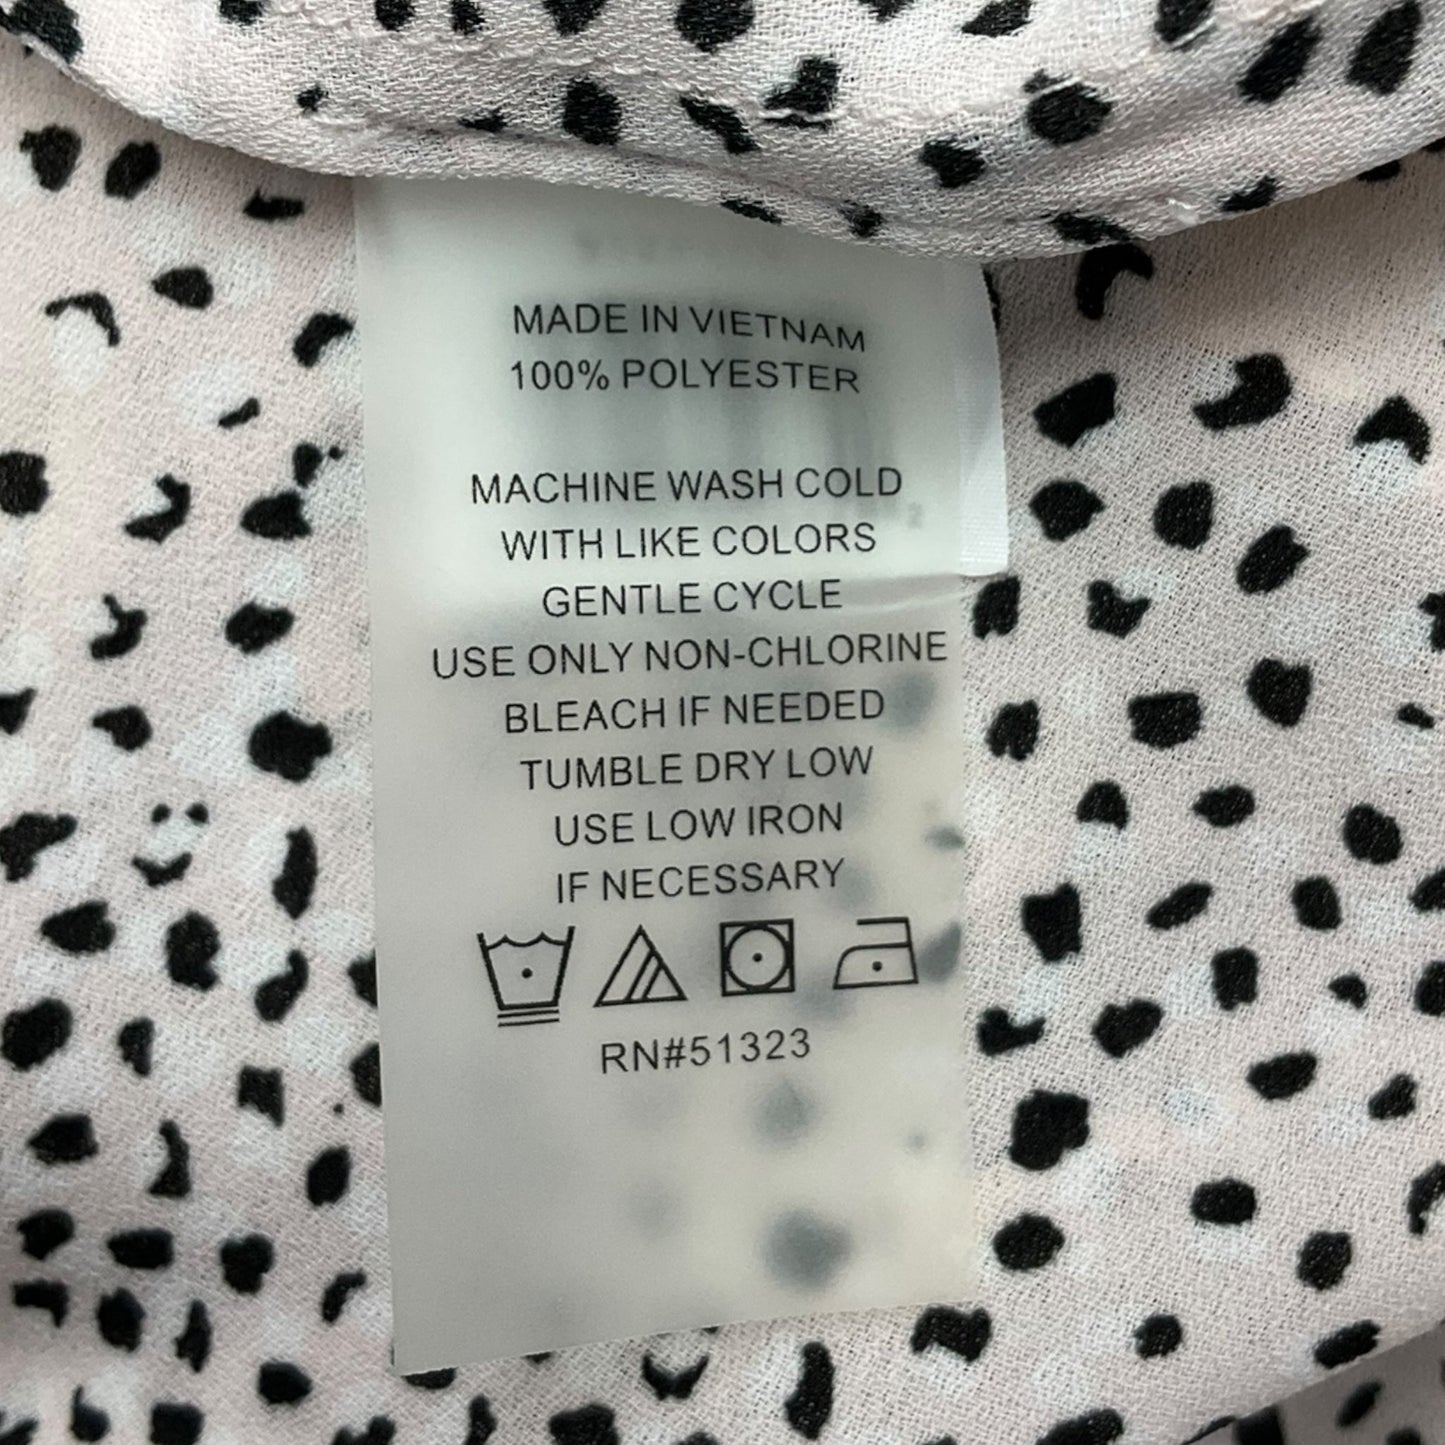 MADE IN VIETNAM
100% POLYESTER
MACHINE WASH COLD
WITH LIKE COLORS
GENTLE CYCLE
USE ONLY NON-CHLORINE
BLEACH IF NEEDED
TUMBLE DRY LOW
USE LOW IRON
IF NECESSARY
RN#51323